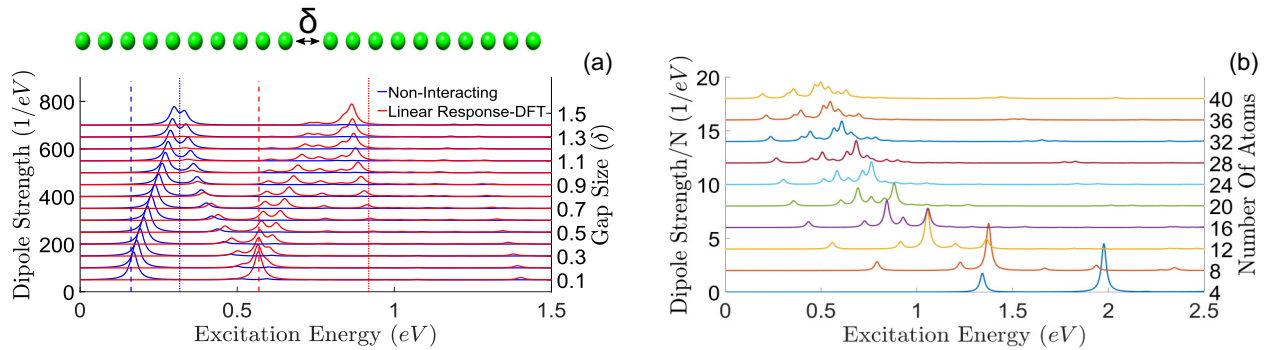 δ
(a)
Dipole Strength (1/eV)
800
600
400
200
0
Non-Interacting
Linear Response-DFT
1.5
1.3
1.1
0.9
0.7
0.5
0.3
0.1
Gap Size (δ)
0 0.5 1 1.5
Excitation Energy (eV)
(b)
Dipole Strength/N (1/eV)
20
15
10
5
0
40
36
32
28
24
20
16
12
8
4
Number Of Atoms
0 0.5 1 1.5 2 2.5
Excitation Energy (eV)